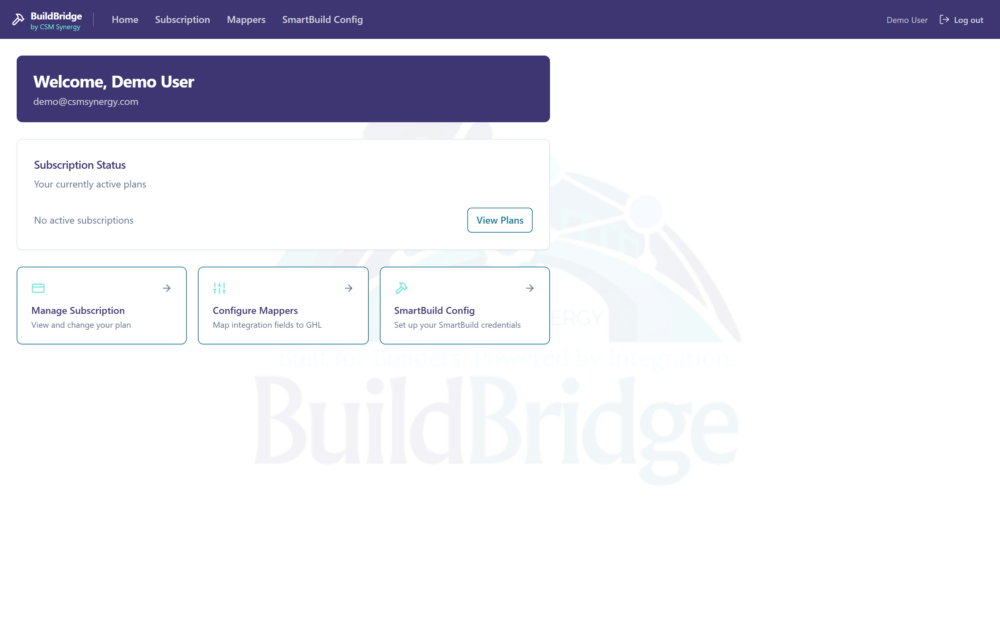 BuildBridge
by CSM Synergy
Home
Subscription
Mappers
SmartBuild Config
Demo User
Log out
Welcome, Demo User
demo@csmsynergy.com
Subscription Status
Your currently active plans
No active subscriptions
View Plans
Manage Subscription
View and change your plan
Configure Mappers
Map integration fields to GHL
SmartBuild Config
Set up your SmartBuild credentials
ERGY
Built for Builders. Powered by Integration.
BuildBridge